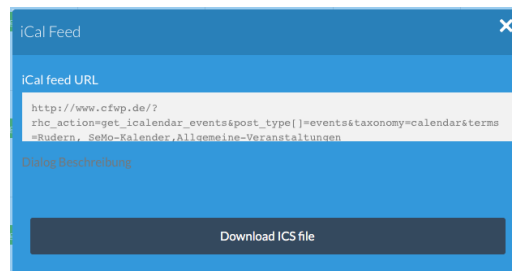 iCal Feed
iCal feed URL
http://www.cfwp.de/?
rhc_action=get_icalendar_events&post_type[]=events&taxonomy=calendar&terms
=Rudern, SeMo-Kalender,Allgemeine-Veranstaltungen
Dialog Beschreibung
Download ICS file